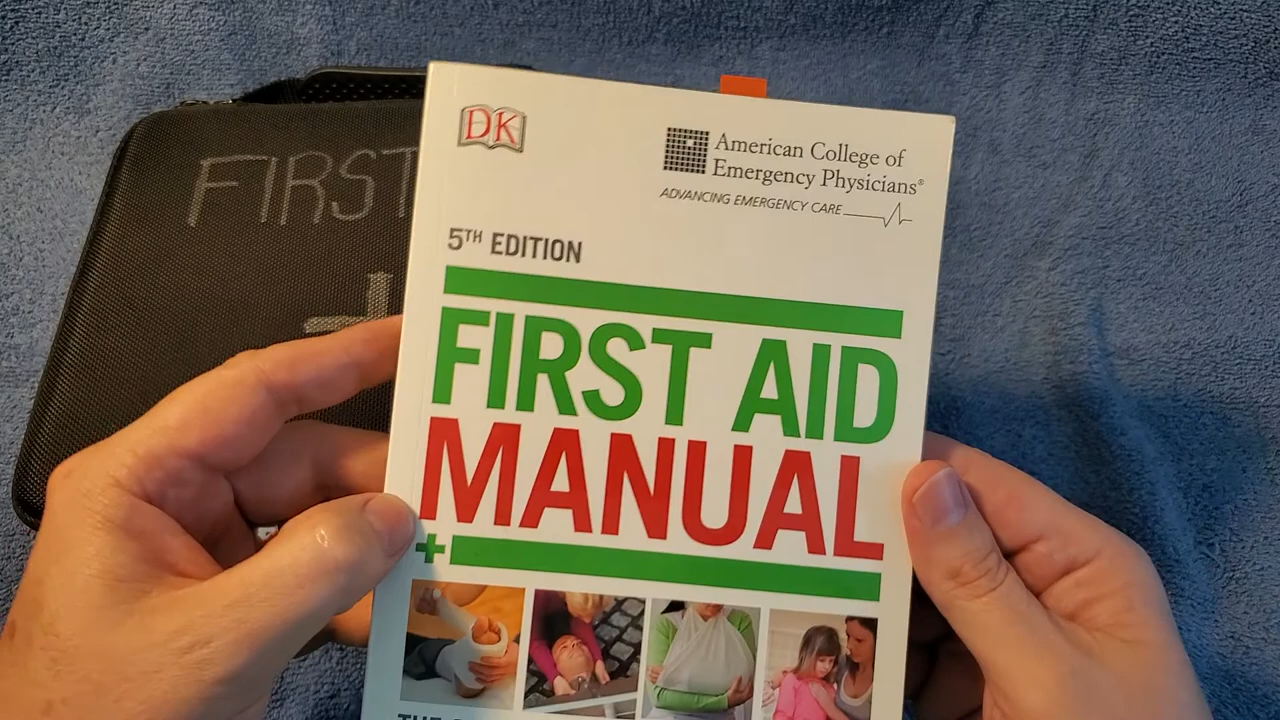 FIRST
DK
American College of
Emergency Physicians®
ADVANCING EMERGENCY CARE
5TH EDITION
FIRST AID
MANUAL